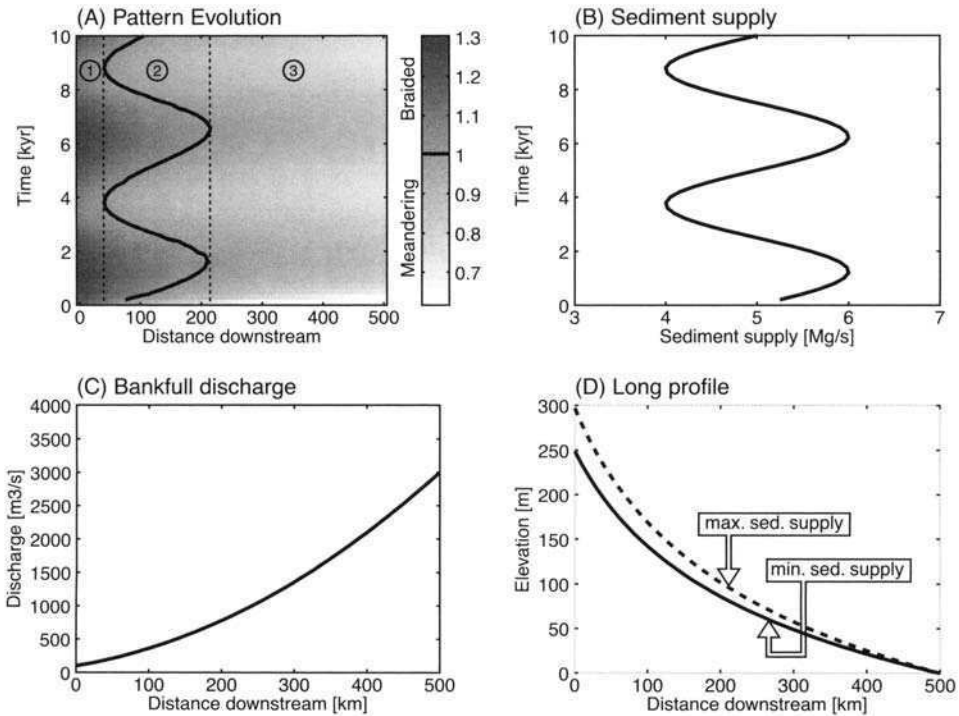 (A) Pattern Evolution
10
8
6
4
2
0
Time [kyr]
1
2
3
0 100 200 300 400 500
Distance downstream
1.3
1.2
1.1
1
0.9
0.8
0.7
Braided
Meandering
(B) Sediment supply
10
8
6
4
2
0
Time [kyr]
3 4 5 6 7
Sediment supply [Mg/s]
(C) Bankfull discharge
4000
3500
3000
2500
2000
1500
1000
500
0
Discharge [m3/s]
0 100 200 300 400 500
Distance downstream [km]
(D) Long profile
300
250
200
150
100
50
0
Elevation [m]
max. sed. supply
min. sed. supply
0 100 200 300 400 500
Distance downstream [km]